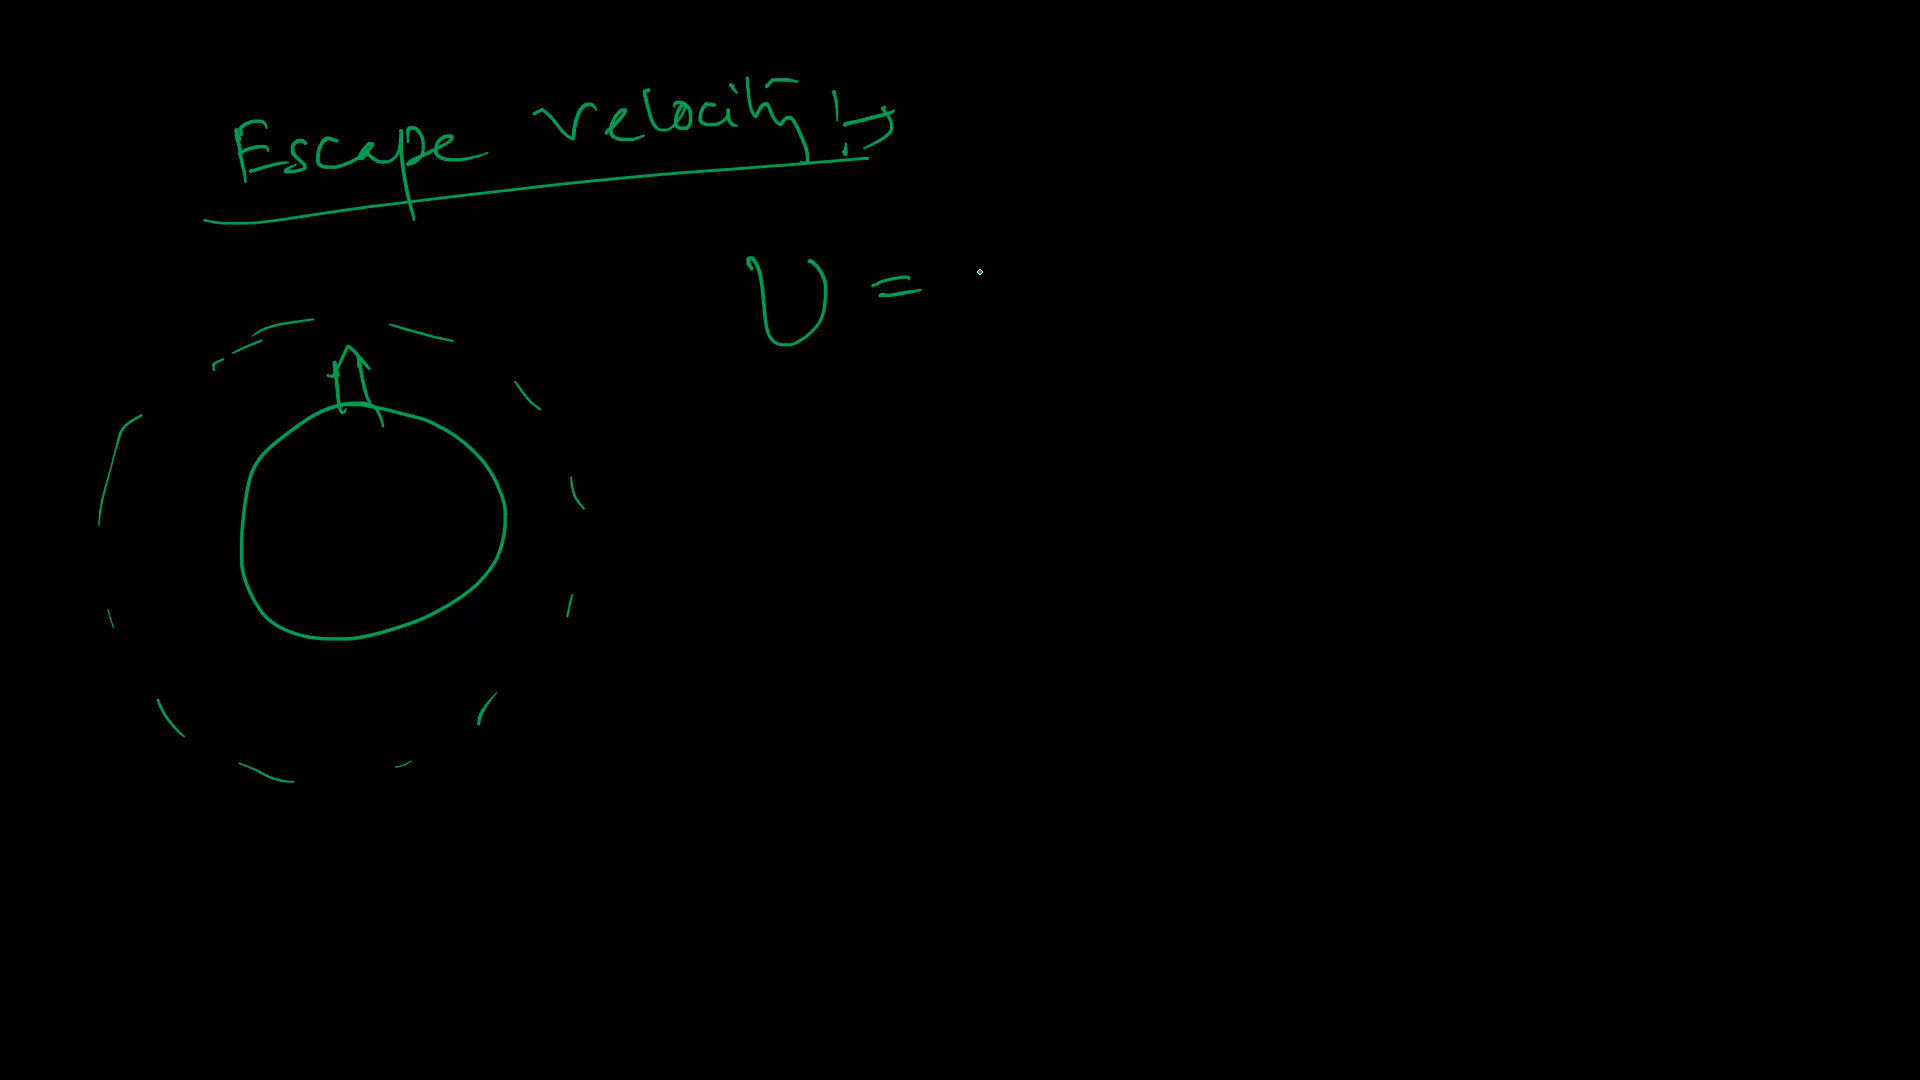 Escape velocity :→
v =